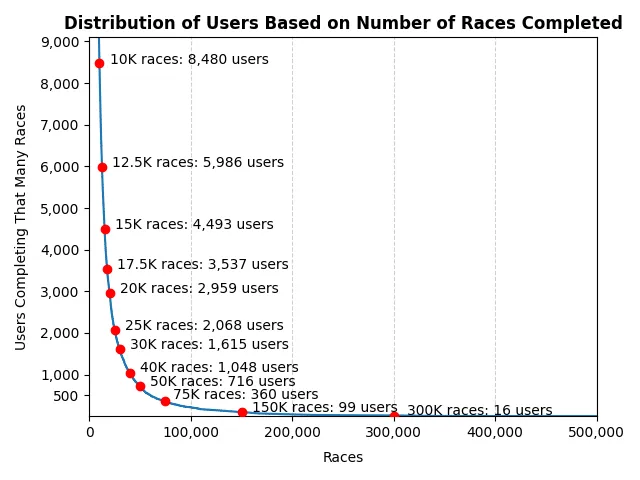 Distribution of Users Based on Number of Races Completed
Users Completing That Many Races
9,000
8,000
7,000
6,000
5,000
4,000
3,000
2,000
1,000
500
10K races: 8,480 users
12.5K races: 5,986 users
15K races: 4,493 users
17.5K races: 3,537 users
20K races: 2,959 users
25K races: 2,068 users
30K races: 1,615 users
40K races: 1,048 users
50K races: 716 users
75K races: 360 users
150K races: 99 users
300K races: 16 users
0
100,000
200,000
300,000
400,000
500,000
Races